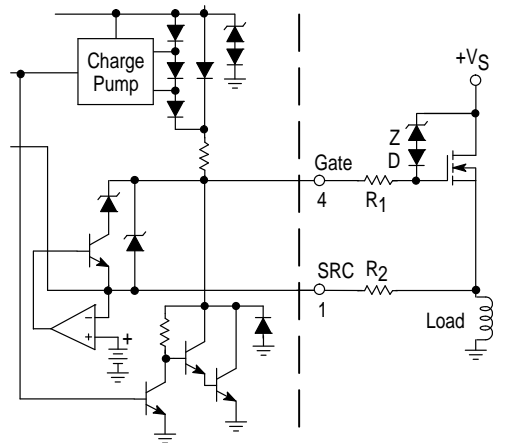 Charge
Pump
+VS
Z
D
Gate
4
R1
SRC
1
R2
Load
−
+
+